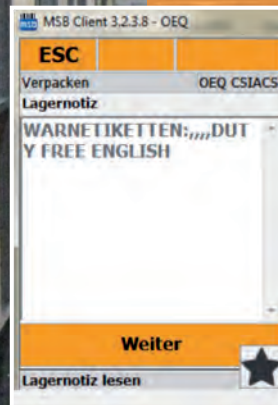 MSB Client 3.2.3.8 - OEQ
ESC
Verpacken OEQ CSIACS
Lagernotiz
WARNETIKETTEN:,,,,DUT
Y FREE ENGLISH
Weiter
Lagernotiz lesen